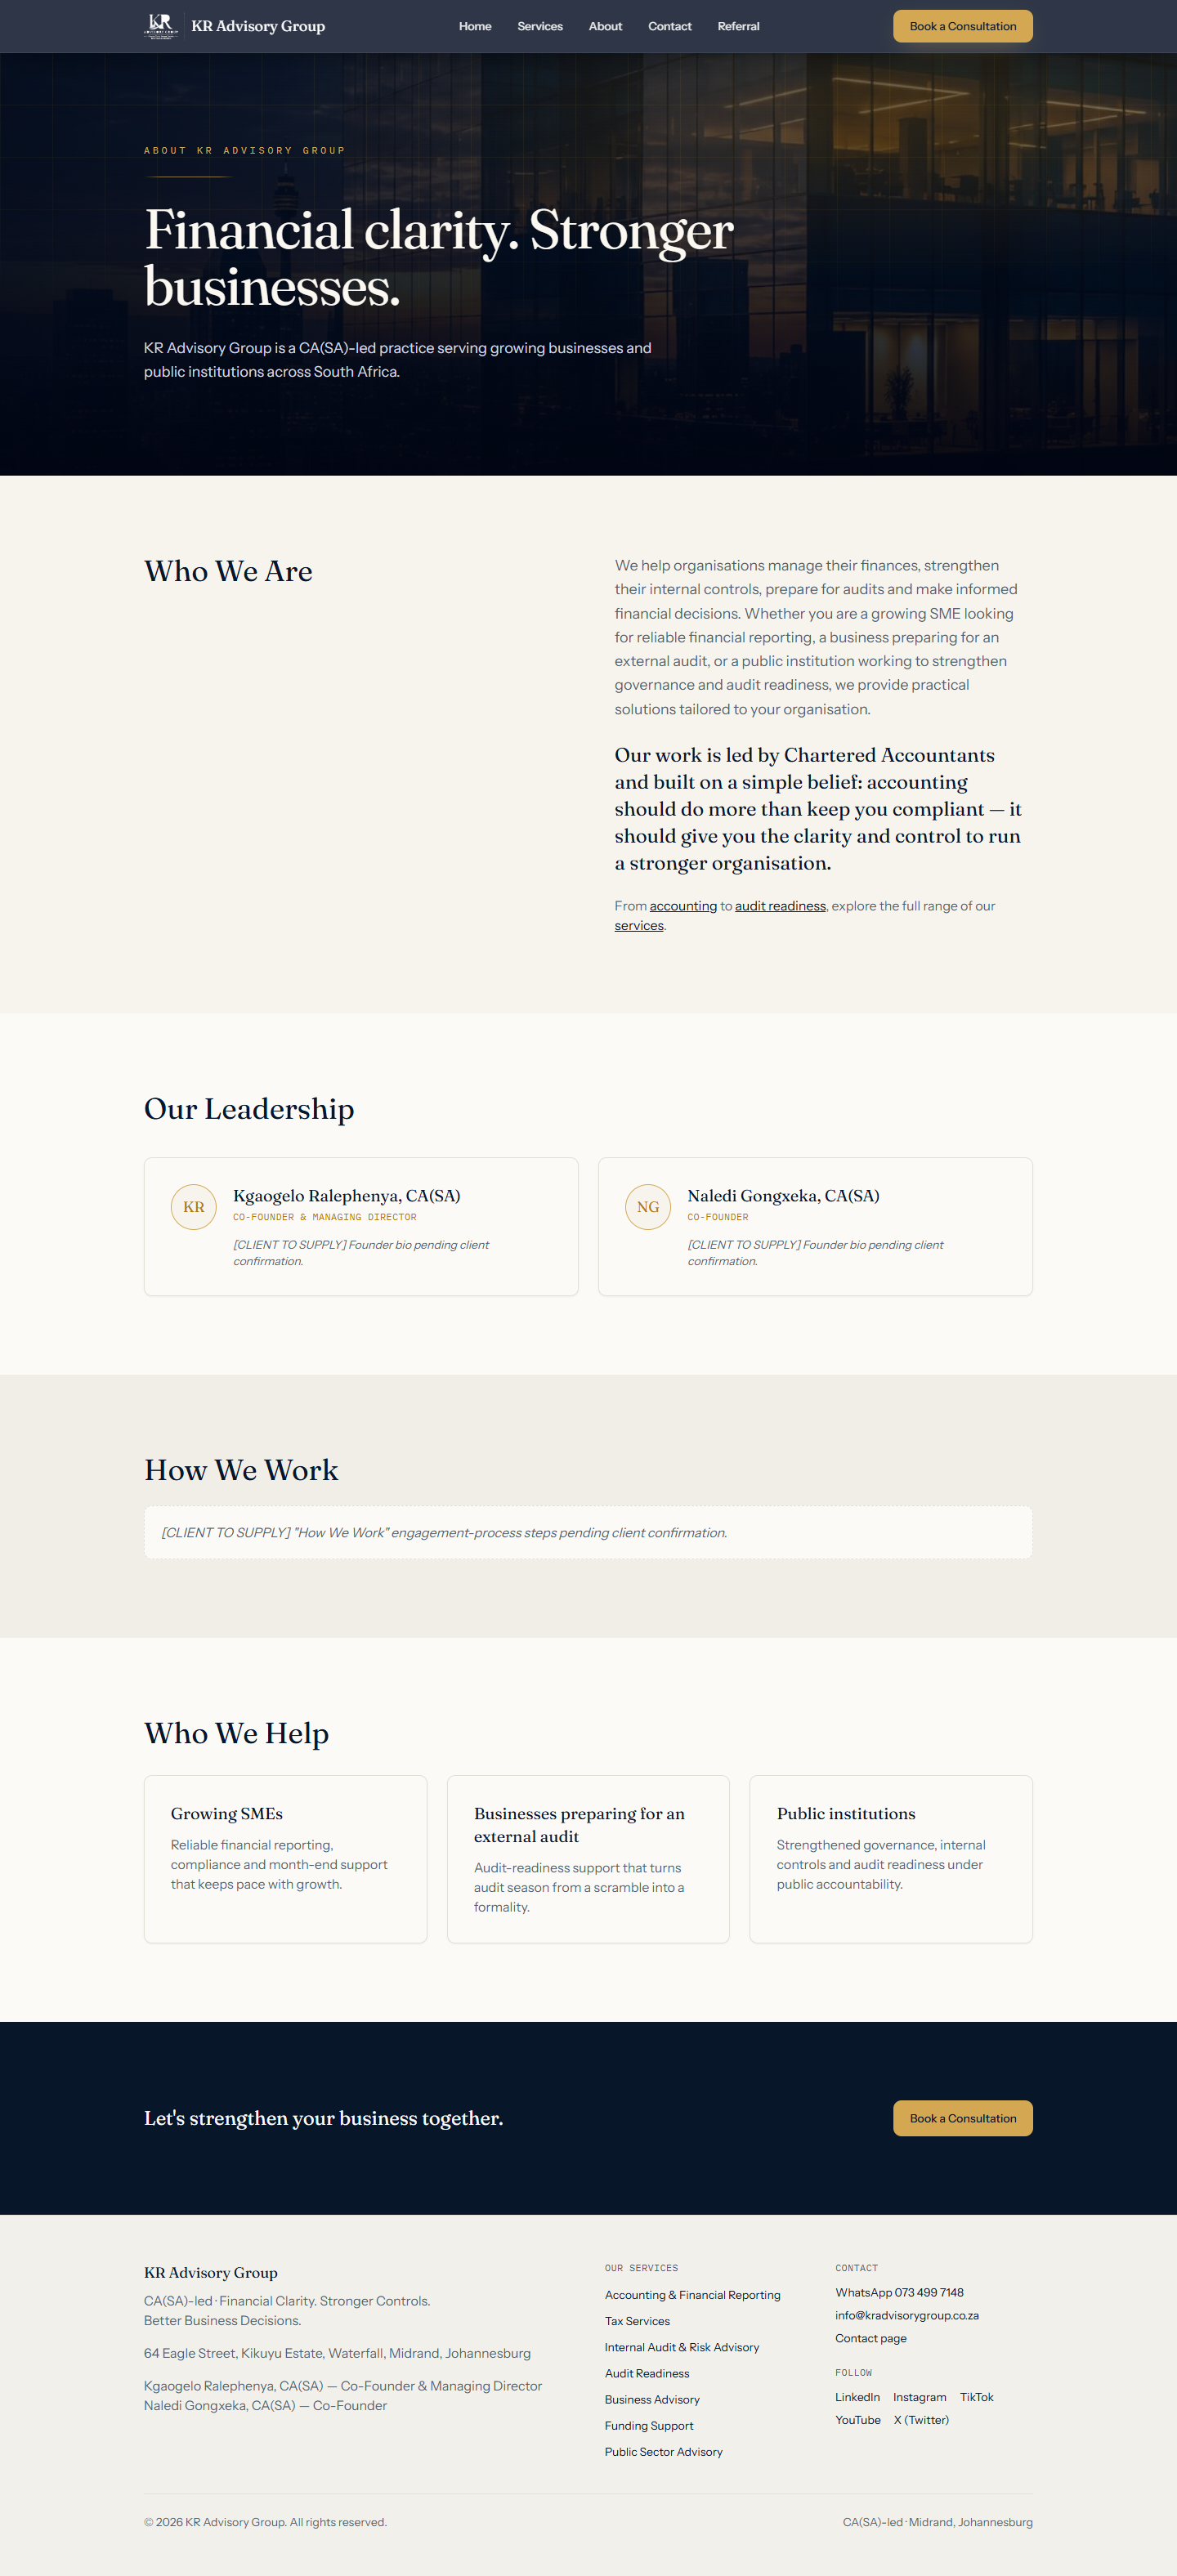 KR
KR Advisory Group
Home
Services
About
Contact
Referral
Book a Consultation
ABOUT KR ADVISORY GROUP
Financial clarity. Stronger
businesses.
KR Advisory Group is a CA(SA)-led practice serving growing businesses and
public institutions across South Africa.
Who We Are
We help organisations manage their finances, strengthen
their internal controls, prepare for audits and make informed
financial decisions. Whether you are a growing SME looking
for reliable financial reporting, a business preparing for an
external audit, or a public institution working to strengthen
governance and audit readiness, we provide practical
solutions tailored to your organisation.
Our work is led by Chartered Accountants
and built on a simple belief: accounting
should do more than keep you compliant — it
should give you the clarity and control to run
a stronger organisation.
From accounting to audit readiness, explore the full range of our
services.
Our Leadership
KR
Kgaogelo Ralephenya, CA(SA)
CO-FOUNDER & MANAGING DIRECTOR
[CLIENT TO SUPPLY] Founder bio pending client
confirmation.
NG
Naledi Gongxeka, CA(SA)
CO-FOUNDER
[CLIENT TO SUPPLY] Founder bio pending client
confirmation.
How We Work
[CLIENT TO SUPPLY] "How We Work" engagement-process steps pending client confirmation.
Who We Help
Growing SMEs
Reliable financial reporting,
compliance and month-end support
that keeps pace with growth.
Businesses preparing for an
external audit
Audit-readiness support that turns
audit season from a scramble into a
formality.
Public institutions
Strengthened governance, internal
controls and audit readiness under
public accountability.
Let's strengthen your business together.
Book a Consultation
KR Advisory Group
CA(SA)-led · Financial Clarity. Stronger Controls.
Better Business Decisions.
64 Eagle Street, Kikuyu Estate, Waterfall, Midrand, Johannesburg
Kgaogelo Ralephenya, CA(SA) — Co-Founder & Managing Director
Naledi Gongxeka, CA(SA) — Co-Founder
OUR SERVICES
Accounting & Financial Reporting
Tax Services
Internal Audit & Risk Advisory
Audit Readiness
Business Advisory
Funding Support
Public Sector Advisory
CONTACT
WhatsApp 073 499 7148
info@kradvisorygroup.co.za
Contact page
FOLLOW
LinkedIn Instagram TikTok
YouTube X (Twitter)
© 2026 KR Advisory Group. All rights reserved.
CA(SA)-led · Midrand, Johannesburg